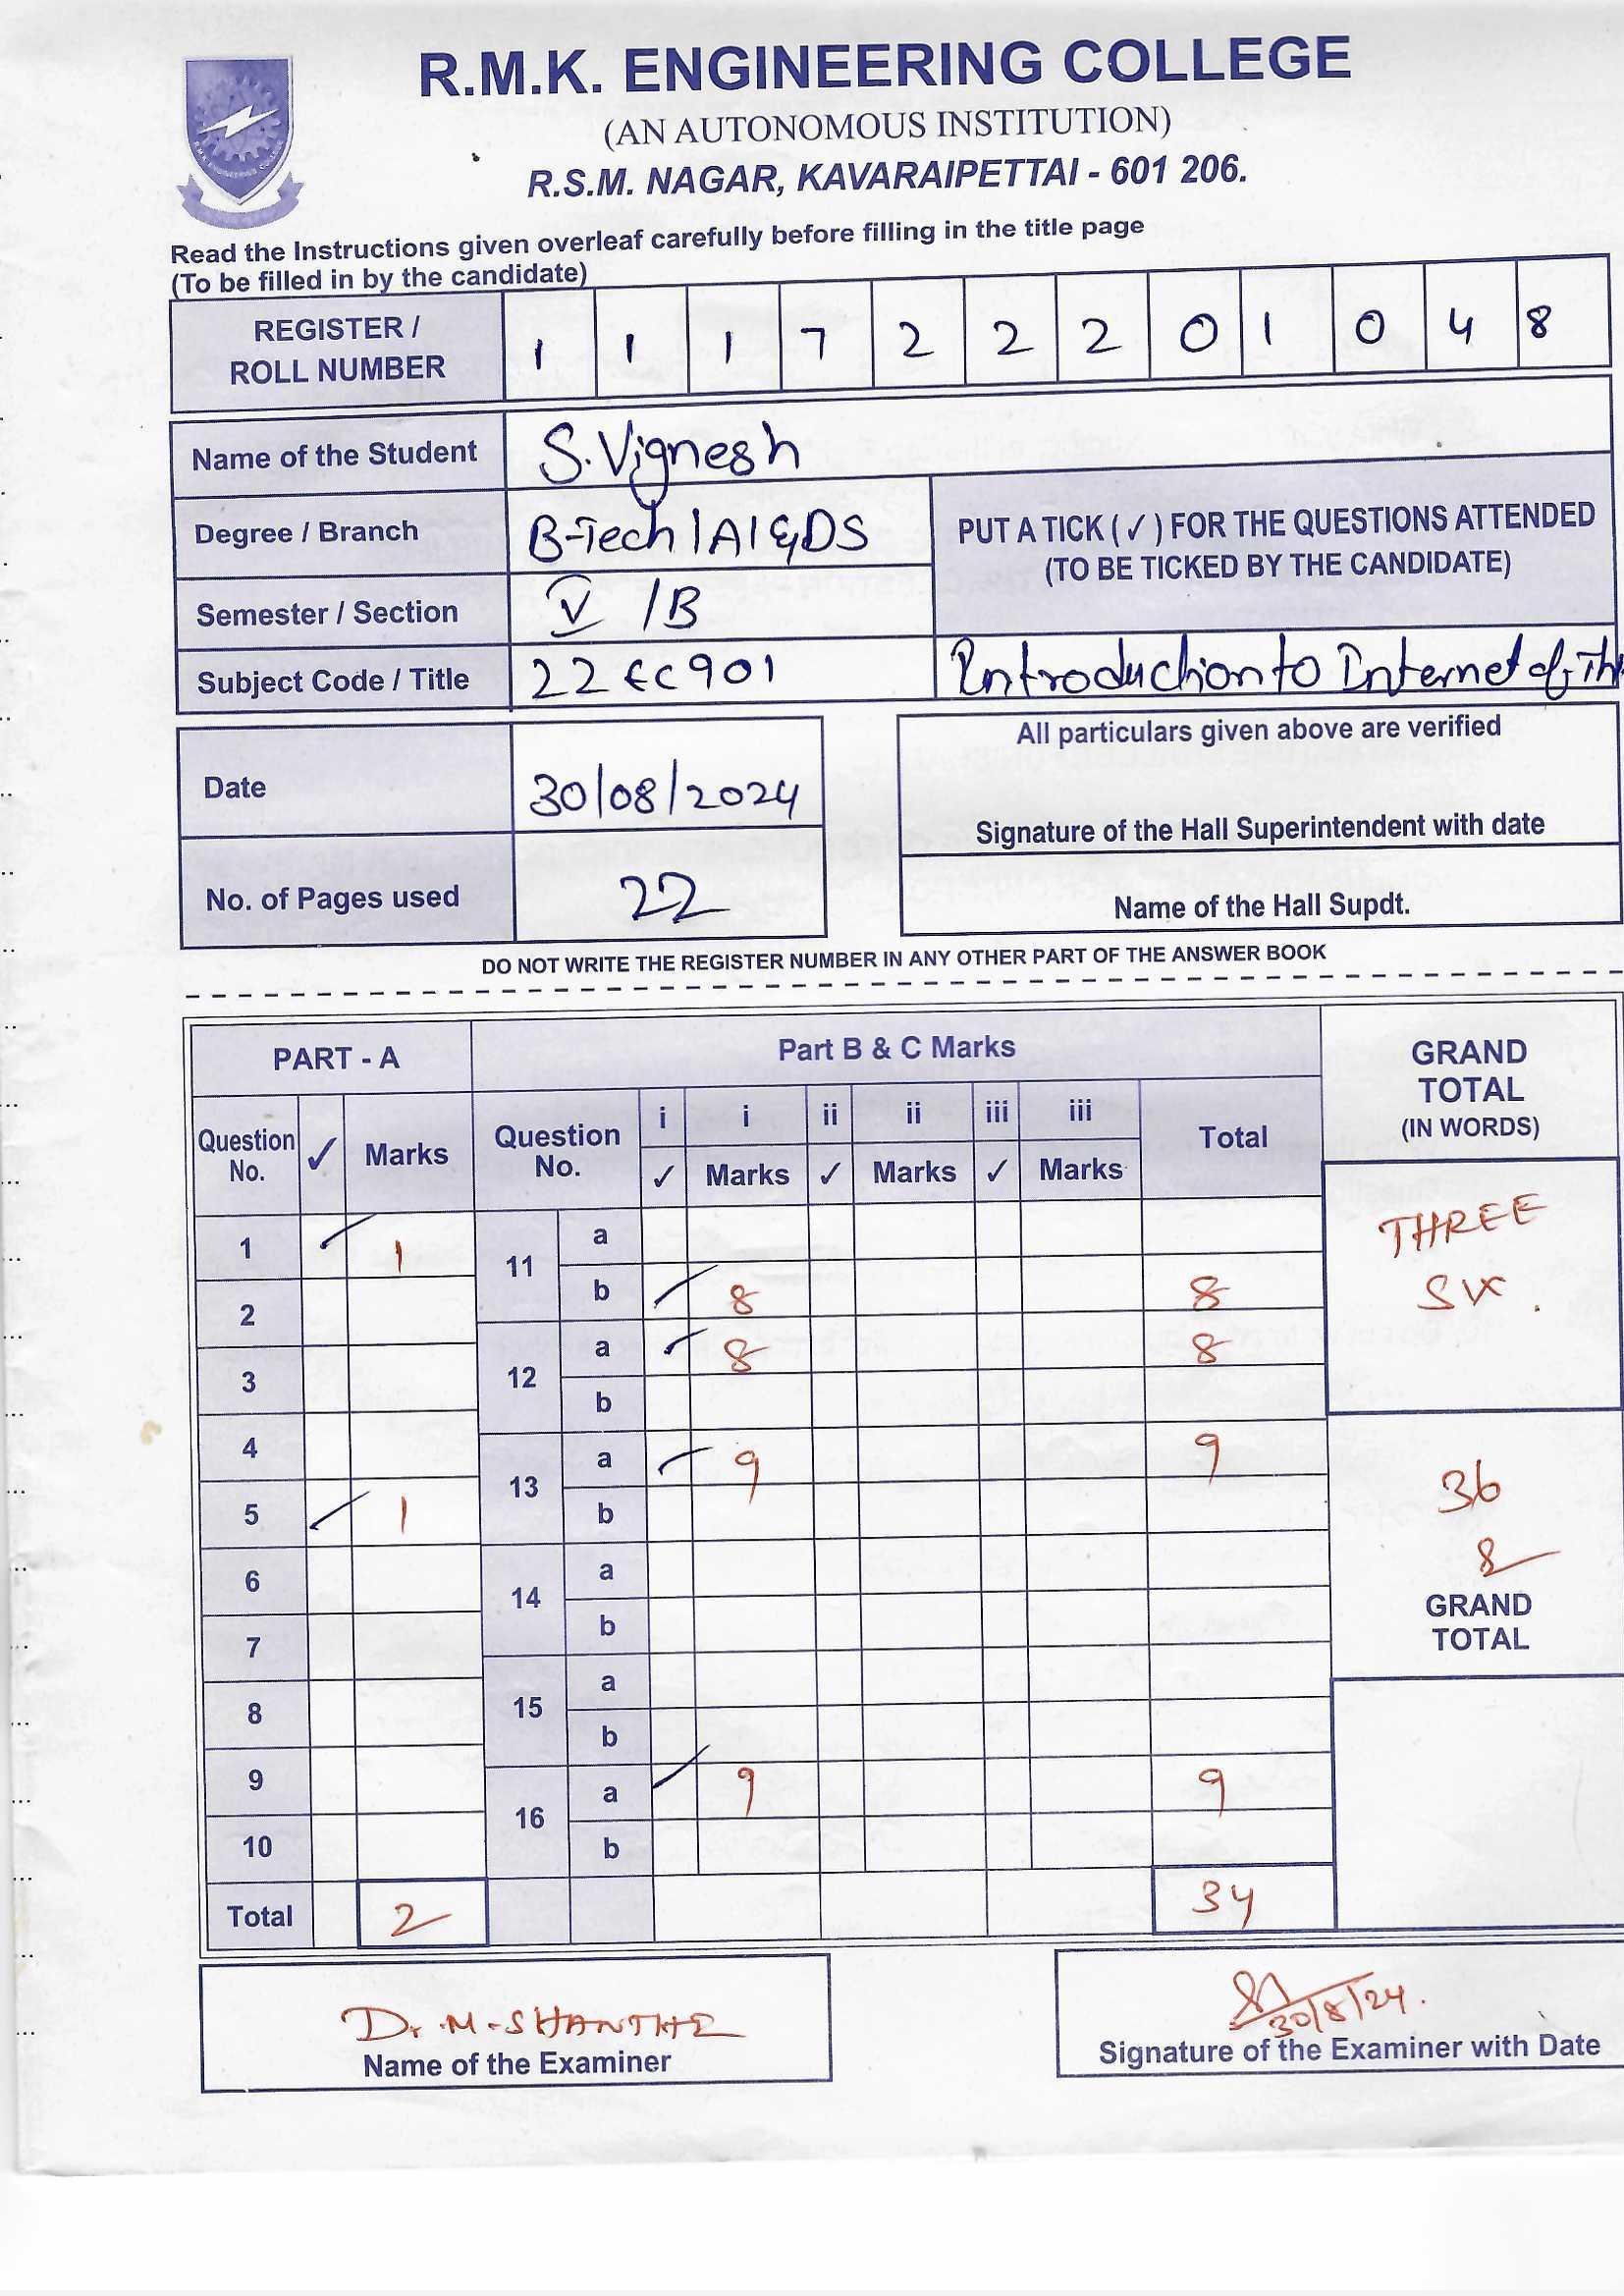 R.M.K. ENGINEERING COLLEGE
(AN AUTONOMOUS INSTITUTION)
R.S.M. NAGAR, KAVARAIPETTAI - 601 206.
Read the Instructions given overleaf carefully before filling in the title page
(To be filled in by the candidate)
REGISTER / ROLL NUMBER 1 1 1 7 2 2 2 0 1 0 4 8
Name of the Student S.Vignesh
Degree / Branch B-Tech | AI & DS
PUT A TICK ( ✓ ) FOR THE QUESTIONS ATTENDED
(TO BE TICKED BY THE CANDIDATE)
Semester / Section V / B
Subject Code / Title 22EC901 Introduction to Internet of Th
Date 30/08/2024
All particulars given above are verified
Signature of the Hall Superintendent with date
No. of Pages used 22
Name of the Hall Supdt.
DO NOT WRITE THE REGISTER NUMBER IN ANY OTHER PART OF THE ANSWER BOOK
PART - A Part B & C Marks GRAND TOTAL (IN WORDS)
Question No. ✓ Marks Question No. i i ii ii iii iii Total
✓ Marks ✓ Marks ✓ Marks
1 ✓ 1 11 a
2 b ✓ 8 8
THREE
SIX .
3 12 a ✓ 8 8
b
4 13 a ✓ 9 9
5 ✓ 1 b
36
6 14 a
7 b
GRAND TOTAL
8 15 a
b
9 16 a ✓ 9 9
10 b
Total 2 34
Dr. M. SHANTHI
Name of the Examiner
30/8/24.
Signature of the Examiner with Date
R.M.K. ENGINEERING COLLEGE